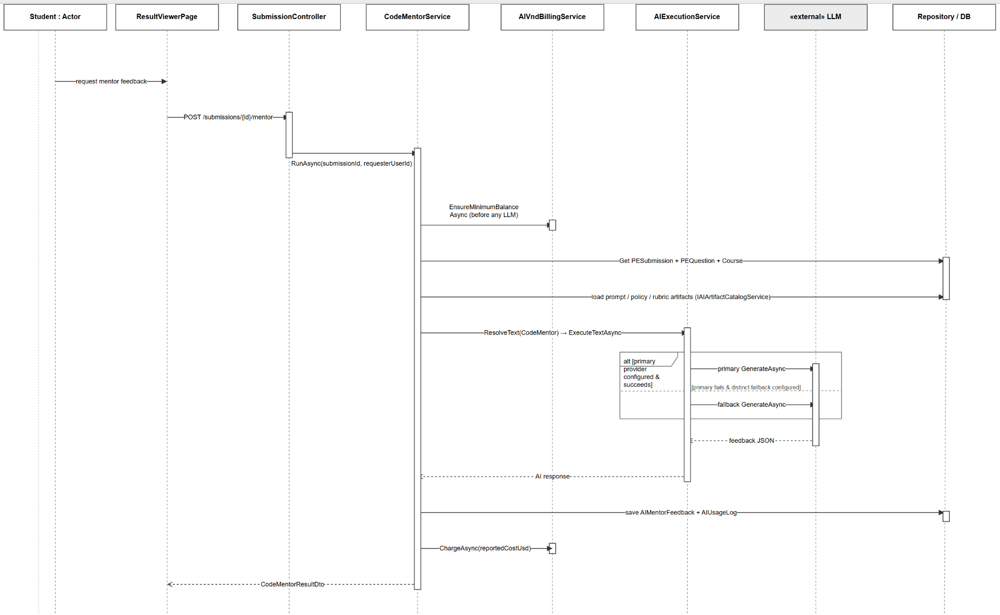 Student : Actor
ResultViewerPage
SubmissionController
CodeMentorService
AIVndBillingService
AIExecutionService
«external» LLM
Repository / DB
request mentor feedback
POST /submissions/{id}/mentor
RunAsync(submissionId, requesterUserId)
EnsureMinimumBalance
Async (before any LLM)
Get PESubmission + PEQuestion + Course
load prompt / policy / rubric artifacts (IAIArtifactCatalogService)
ResolveText(CodeMentor) → ExecuteTextAsync
alt [primary
provider
configured &
succeeds]
primary GenerateAsync
[primary fails & distinct fallback configured]
fallback GenerateAsync
feedback JSON
AI response
save AIMentorFeedback + AIUsageLog
ChargeAsync(reportedCostUsd)
CodeMentorResultDto